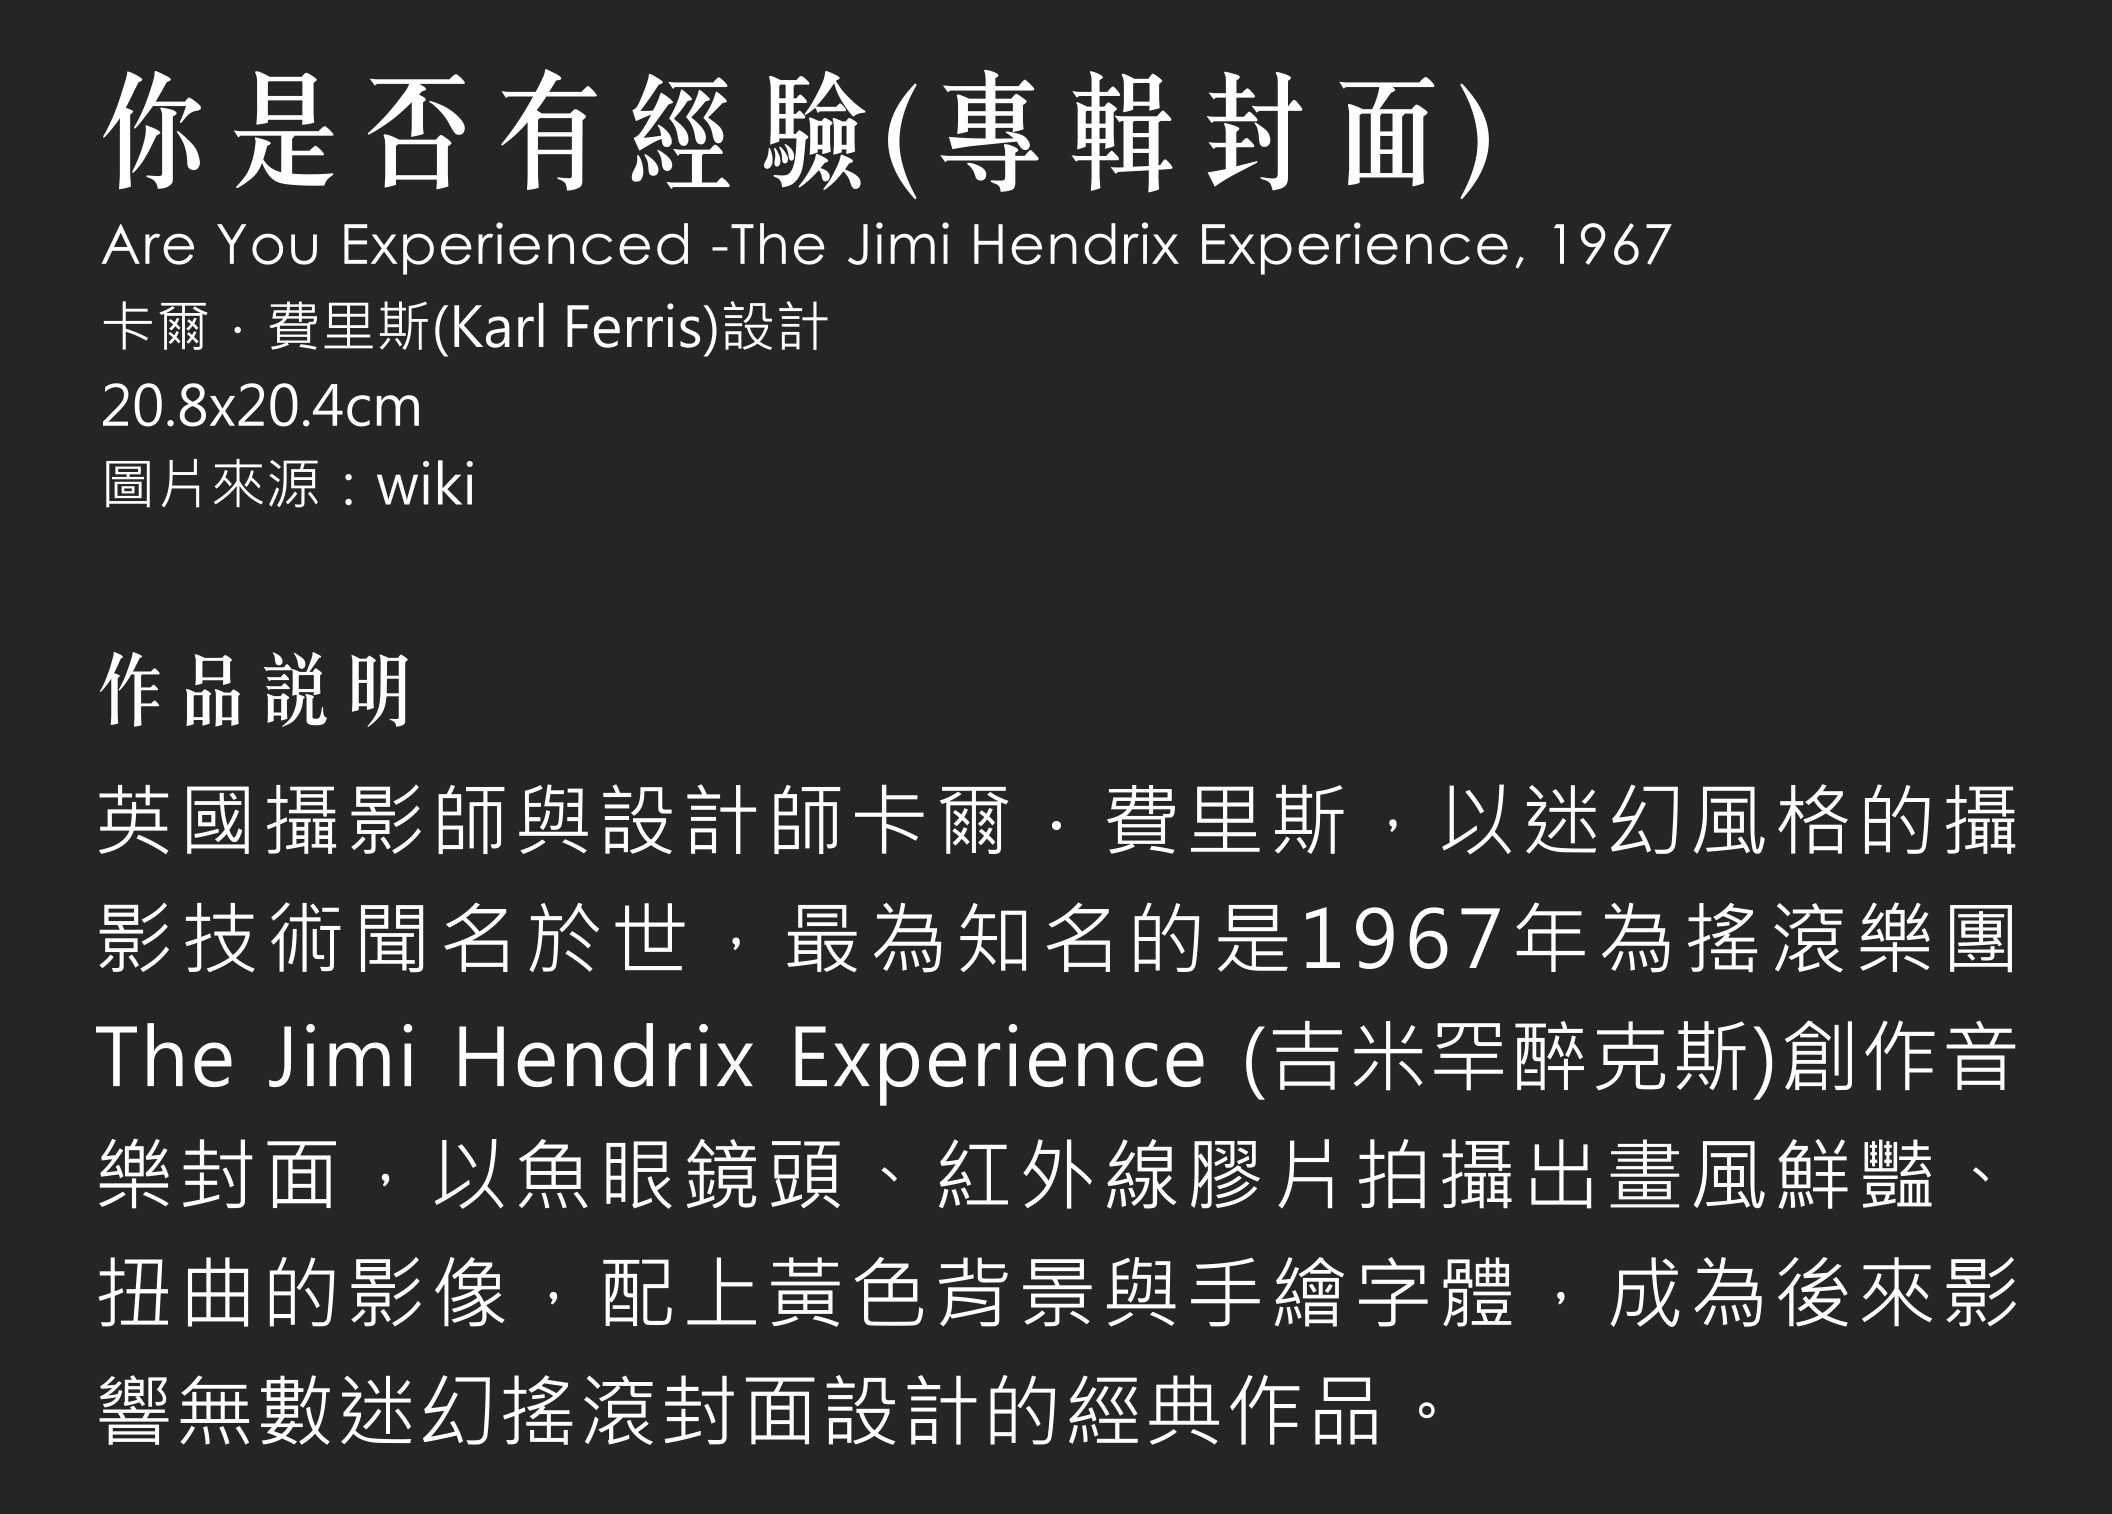 你是否有經驗(專輯封面)
Are You Experienced -The Jimi Hendrix Experience, 1967
卡爾．費里斯(Karl Ferris)設計
20.8x20.4cm
圖片來源：wiki
作品説明
英國攝影師與設計師卡爾．費里斯，以迷幻風格的攝
影技術聞名於世，最為知名的是1967年為搖滾樂團
The Jimi Hendrix Experience (吉米罕醉克斯)創作音
樂封面，以魚眼鏡頭、紅外線膠片拍攝出畫風鮮豔、
扭曲的影像，配上黃色背景與手繪字體，成為後來影
響無數迷幻搖滾封面設計的經典作品。